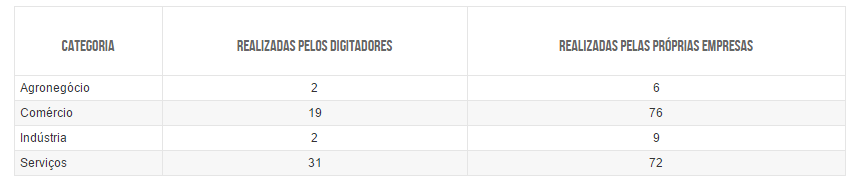 CATEGORIA REALIZADAS PELOS DIGITADORES REALIZADAS PELAS PRÓPRIAS EMPRESAS
Agronegócio 2 6
Comércio 19 76
Indústria 2 9
Serviços 31 72